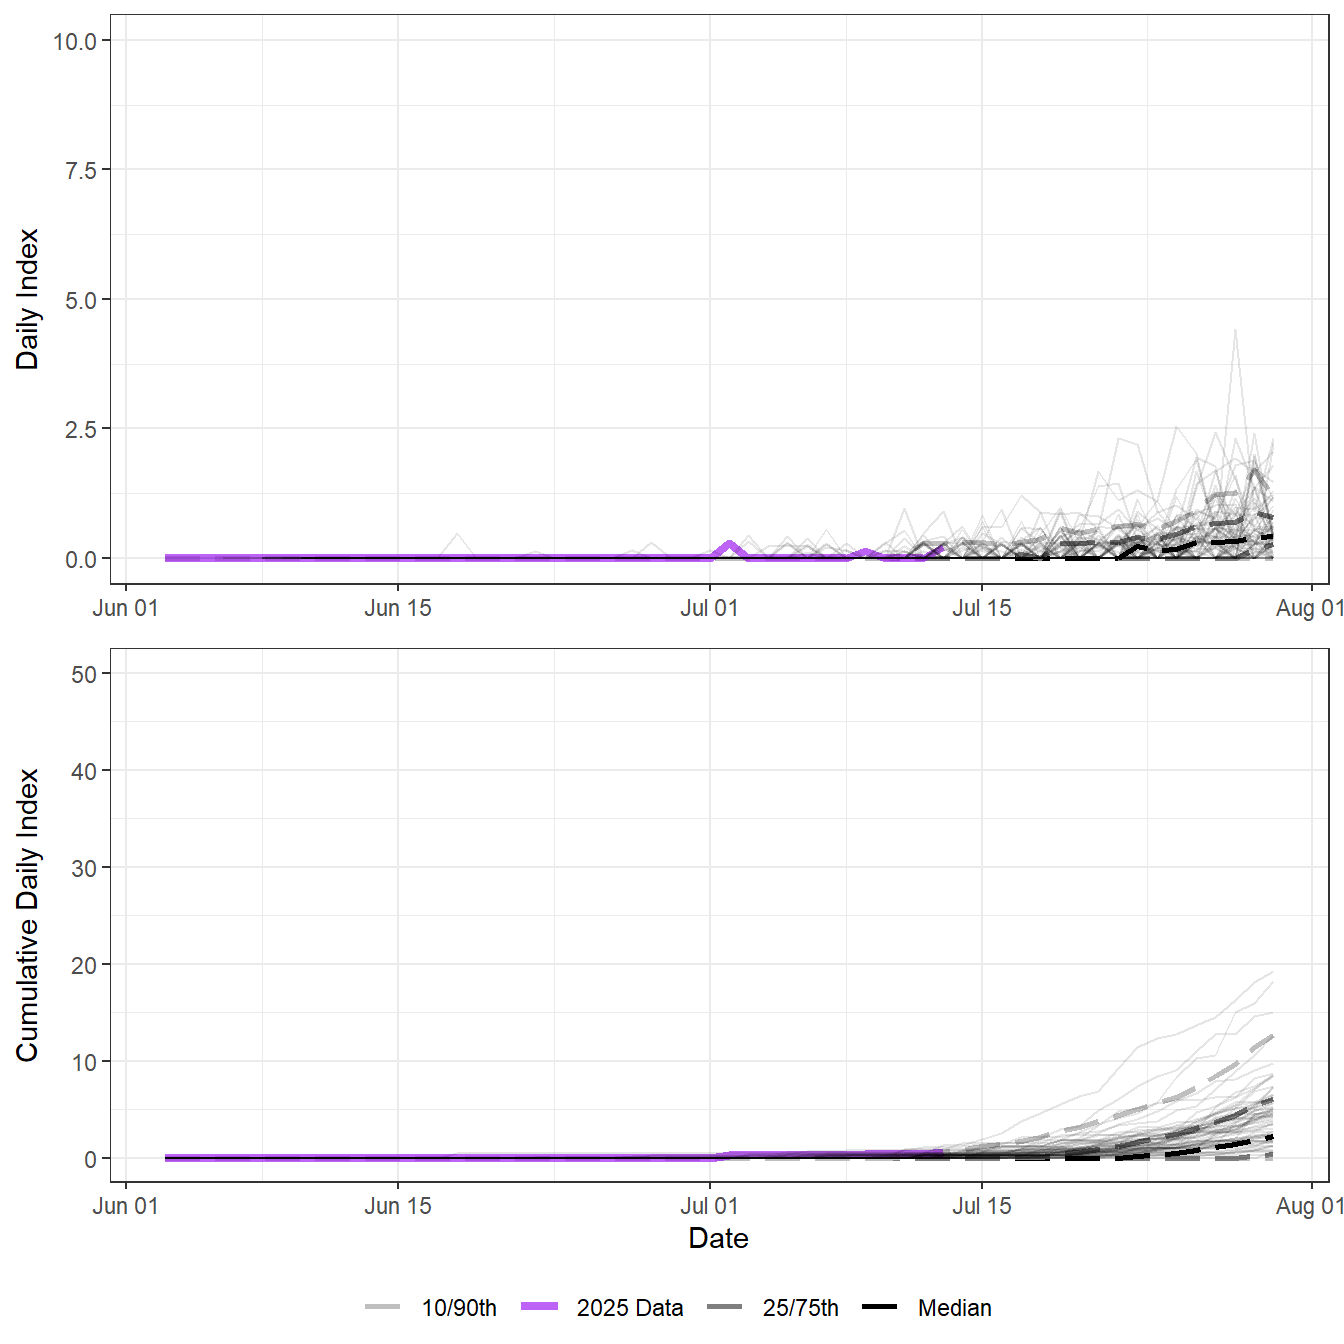 10.0
7.5
5.0
2.5
0.0
Daily Index
Jun 01 Jun 15 Jul 01 Jul 15 Aug 01
50
40
30
20
10
0
Cumulative Daily Index
Jun 01 Jun 15 Jul 01 Jul 15 Aug 01
Date
10/90th 2025 Data 25/75th Median